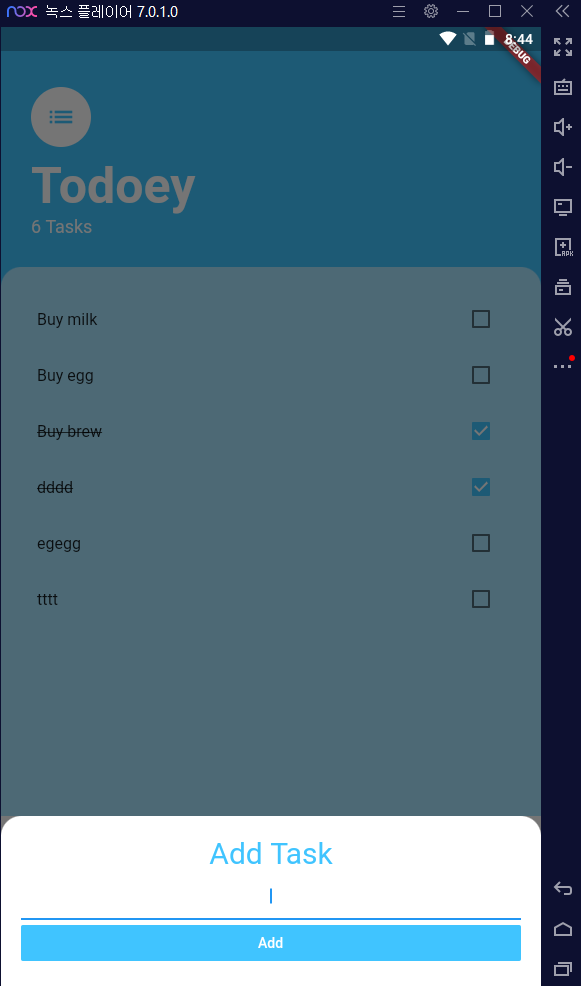 nox 녹스 플레이어 7.0.1.0
8:44
DEBUG
APK
Todoey
6 Tasks
Buy milk
Buy egg
Buy brew
dddd
egegg
tttt
Add Task
Add